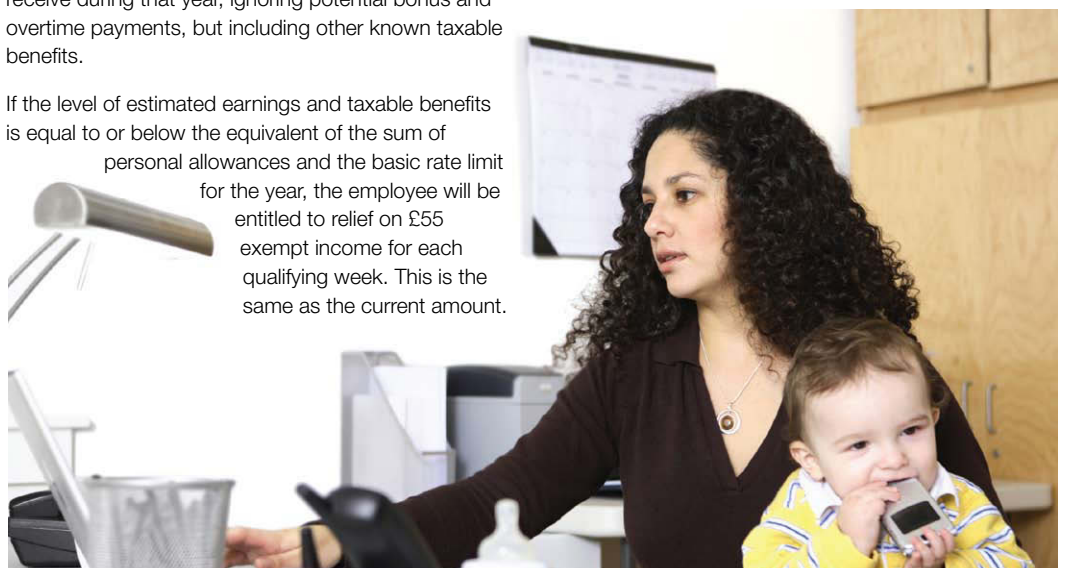 receive during that year, ignoring potential bonus and
overtime payments, but including other known taxable
benefits.
If the level of estimated earnings and taxable benefits
is equal to or below the equivalent of the sum of
personal allowances and the basic rate limit
for the year, the employee will be
entitled to relief on £55
exempt income for each
qualifying week. This is the
same as the current amount.